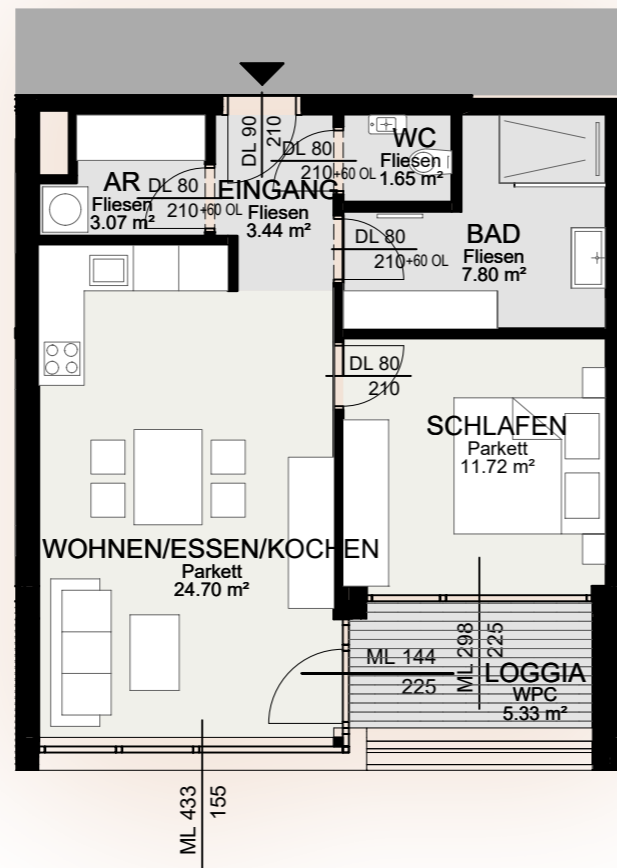 DL 90
210
DL 80
210+60 OL
WC
Fliesen
1.65 m²
AR
Fliesen
3.07 m²
DL 80
210+60 OL
EINGANG
Fliesen
3.44 m²
DL 80
210+60 OL
BAD
Fliesen
7.80 m²
DL 80
210
SCHLAFEN
Parkett
11.72 m²
WOHNEN/ESSEN/KOCHEN
Parkett
24.70 m²
ML 144
225
ML 298
225
LOGGIA
WPC
5.33 m²
ML 433
155